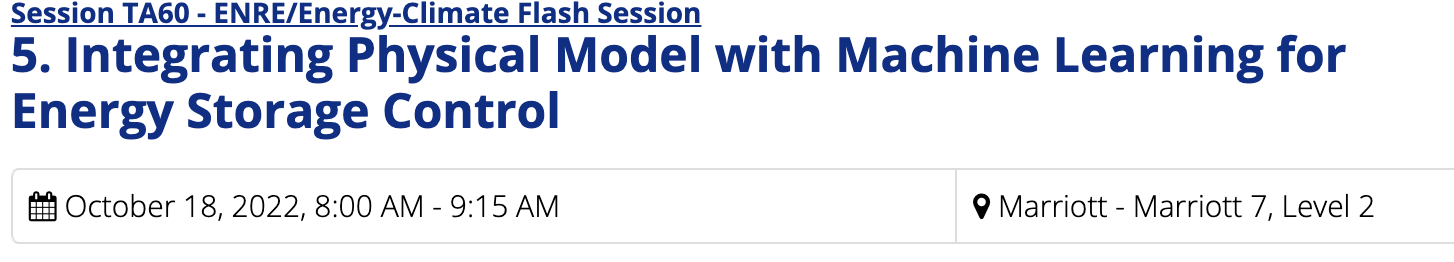 Session TA60 - ENRE/Energy-Climate Flash Session
5. Integrating Physical Model with Machine Learning for
Energy Storage Control
October 18, 2022, 8:00 AM - 9:15 AM
Marriott - Marriott 7, Level 2